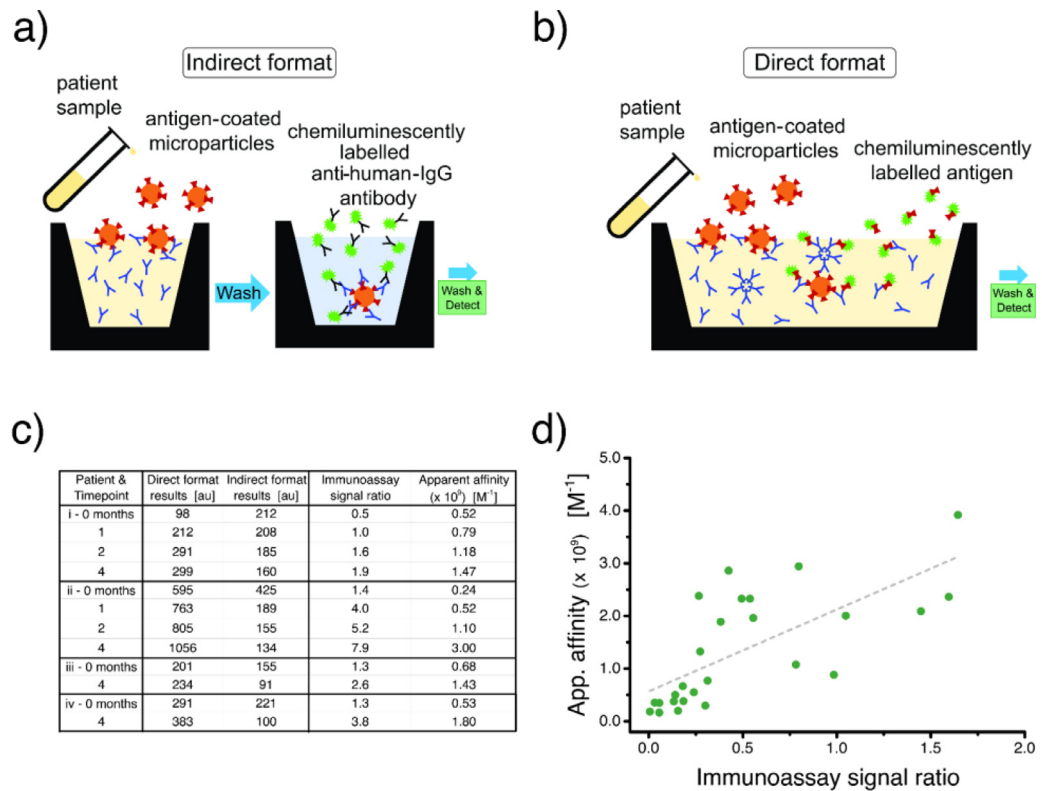 a)
Indirect format
patient
sample
antigen-coated
microparticles
chemiluminescently
labelled
anti-human-IgG
antibody
Wash
Wash &
Detect
b)
Direct format
patient
sample
antigen-coated
microparticles
chemiluminescently
labelled antigen
Wash &
Detect
c)
Patient & Direct format Indirect format Immunoassay Apparent affinity
Timepoint results [au] results [au] signal ratio (x 10⁹) [M⁻¹]
i - 0 months 98 212 0.5 0.52
1 212 208 1.0 0.79
2 291 185 1.6 1.18
4 299 160 1.9 1.47
ii - 0 months 595 425 1.4 0.24
1 763 189 4.0 0.52
2 805 155 5.2 1.10
4 1056 134 7.9 3.00
iii - 0 months 201 155 1.3 0.68
4 234 91 2.6 1.43
iv - 0 months 291 221 1.3 0.53
4 383 100 3.8 1.80
d)
App. affinity (x 10⁹) [M⁻¹]
5.0
4.0
3.0
2.0
1.0
0.0
0.0 0.5 1.0 1.5 2.0
Immunoassay signal ratio